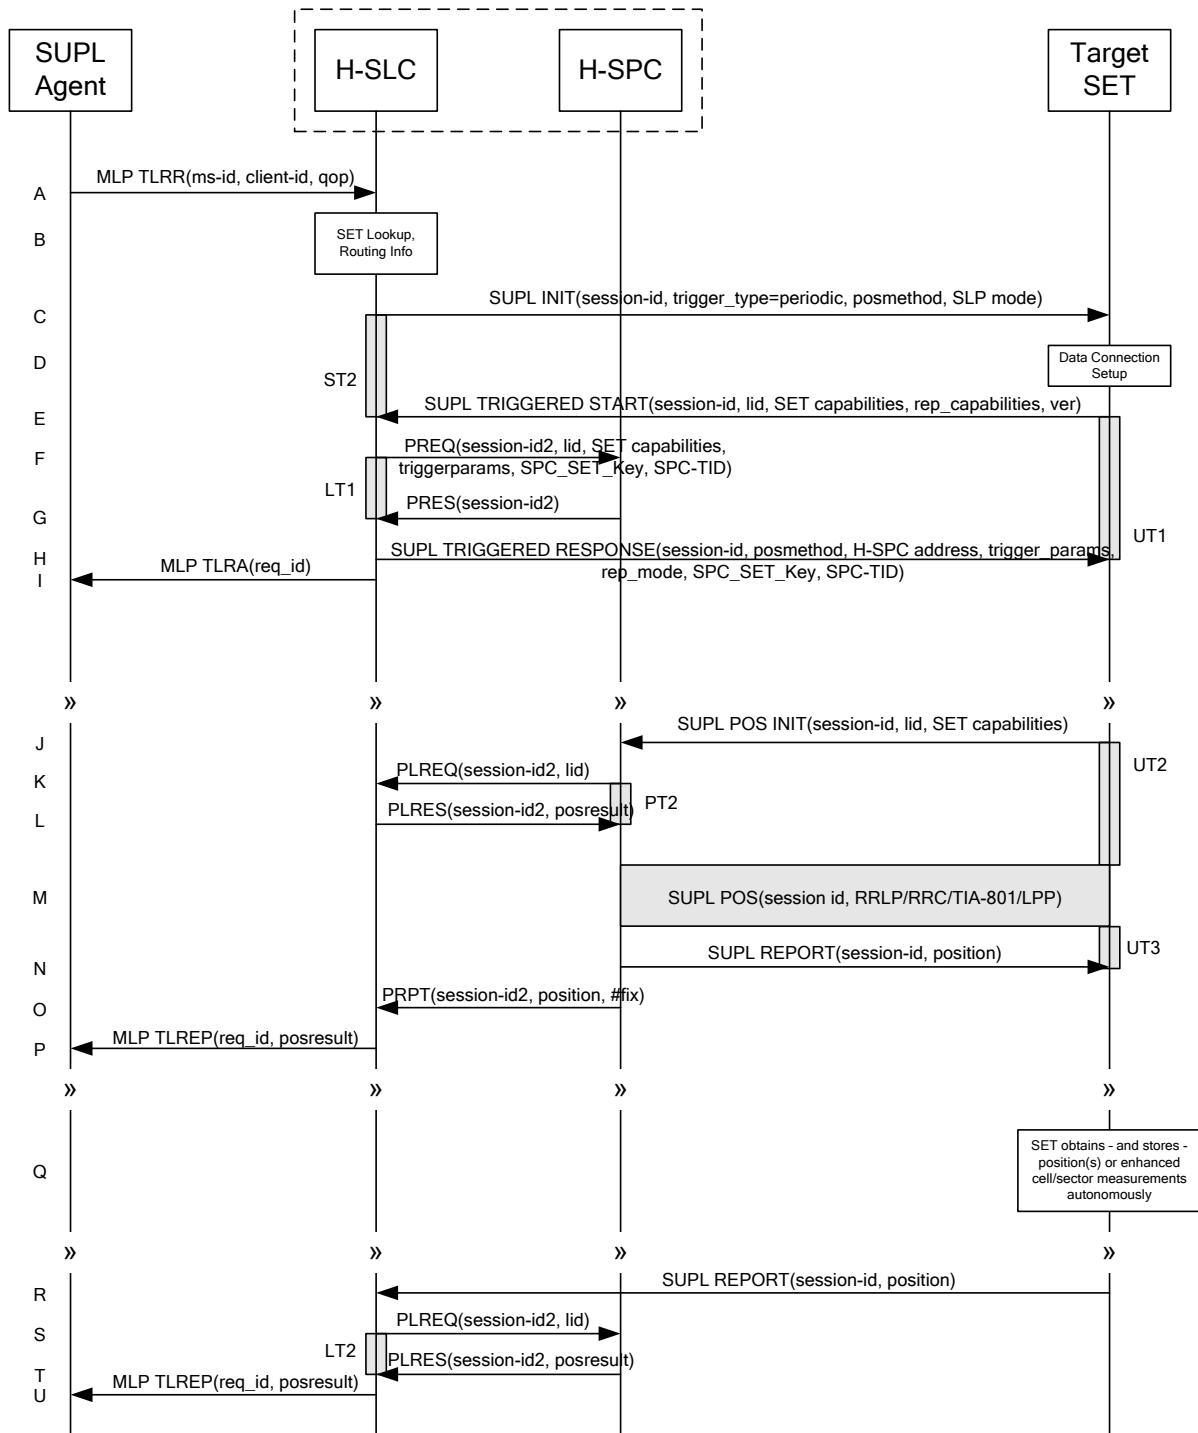 SUPL
Agent
H-SLC
H-SPC
Target
SET
A
MLP TLRR(ms-id, client-id, qop)
B
SET Lookup,
Routing Info
SUPL INIT(session-id, trigger_type=periodic, posmethod, SLP mode)
C
D
Data Connection
Setup
ST2
SUPL TRIGGERED START(session-id, lid, SET capabilities, rep_capabilities, ver)
E
PREQ(session-id2, lid, SET capabilities,
triggerparams, SPC_SET_Key, SPC-TID)
F
LT1
PRES(session-id2)
G
UT1
SUPL TRIGGERED RESPONSE(session-id, posmethod, H-SPC address, trigger_params,
rep_mode, SPC_SET_Key, SPC-TID)
H
MLP TLRA(req_id)
I
» » » »
SUPL POS INIT(session-id, lid, SET capabilities)
J
UT2
PLREQ(session-id2, lid)
K
PT2
PLRES(session-id2, posresult)
L
M
SUPL POS(session id, RRLP/RRC/TIA-801/LPP)
UT3
SUPL REPORT(session-id, position)
N
PRPT(session-id2, position, #fix)
O
MLP TLREP(req_id, posresult)
P
» » » »
Q
SET obtains - and stores -
position(s) or enhanced
cell/sector measurements
autonomously
» » » »
SUPL REPORT(session-id, position)
R
PLREQ(session-id2, lid)
S
LT2
PLRES(session-id2, posresult)
T
MLP TLREP(req_id, posresult)
U